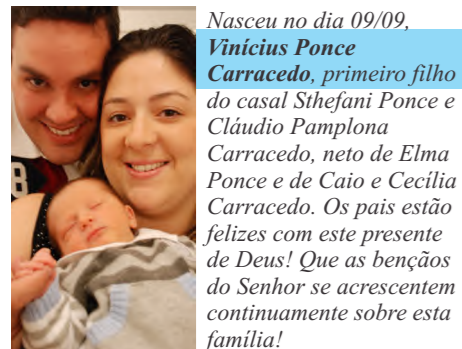 Nasceu no dia 09/09,
Vinícius Ponce
Carracedo, primeiro filho
do casal Sthefani Ponce e
Cláudio Pamplona
Carracedo, neto de Elma
Ponce e de Caio e Cecília
Carracedo. Os pais estão
felizes com este presente
de Deus! Que as bençãos
do Senhor se acrescentem
continuamente sobre esta
família!
8